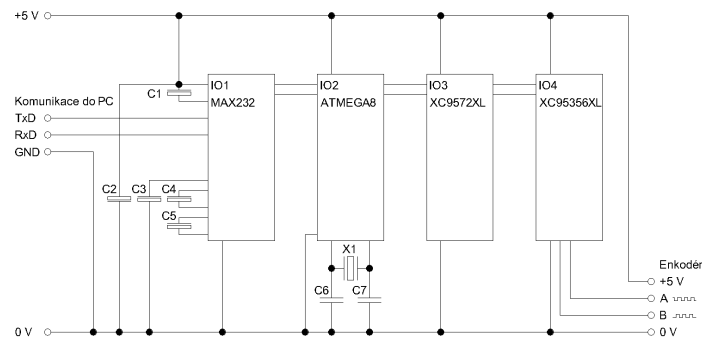 +5 V
IO1
MAX232
IO2
ATMEGA8
IO3
XC9572XL
IO4
XC95356XL
C1
Komunikace do PC
TxD
RxD
GND
C2
C3
C4
C5
X1
C6
C7
Enkodér
+5 V
A
B
0 V
0 V